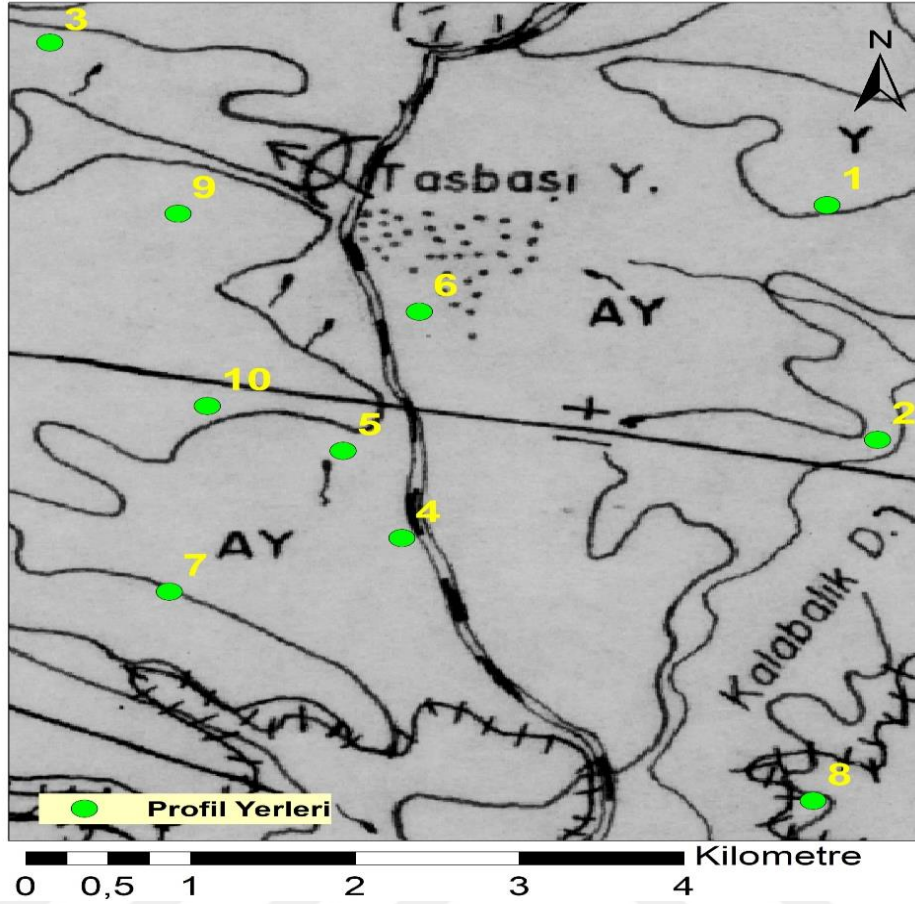 3
N
Y
1
Tasbası Y.
9
6
AY
10
5
2
4
AY
7
Kalabalık D.
8
Profil Yerleri
Kilometre
0 0,5 1 2 3 4